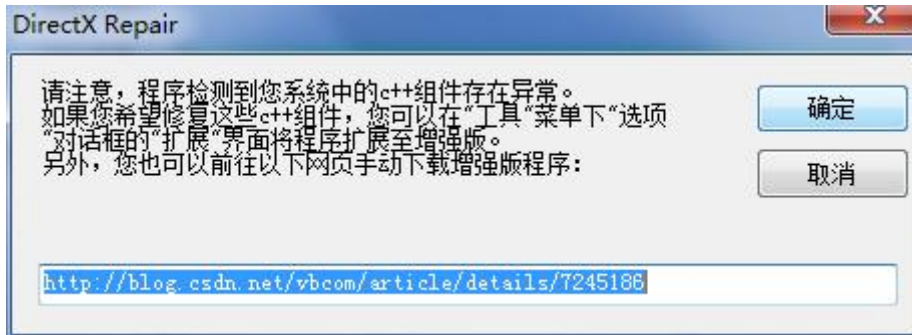 DirectX Repair
请注意，程序检测到您系统中的c++组件存在异常。
如果您希望修复这些c++组件，您可以在“工具”菜单下“选项
”对话框的“扩展”界面将程序扩展至增强版。
另外，您也可以前往以下网页手动下载增强版程序：
确定
取消
http://blog.csdn.net/vbcom/article/details/7245186